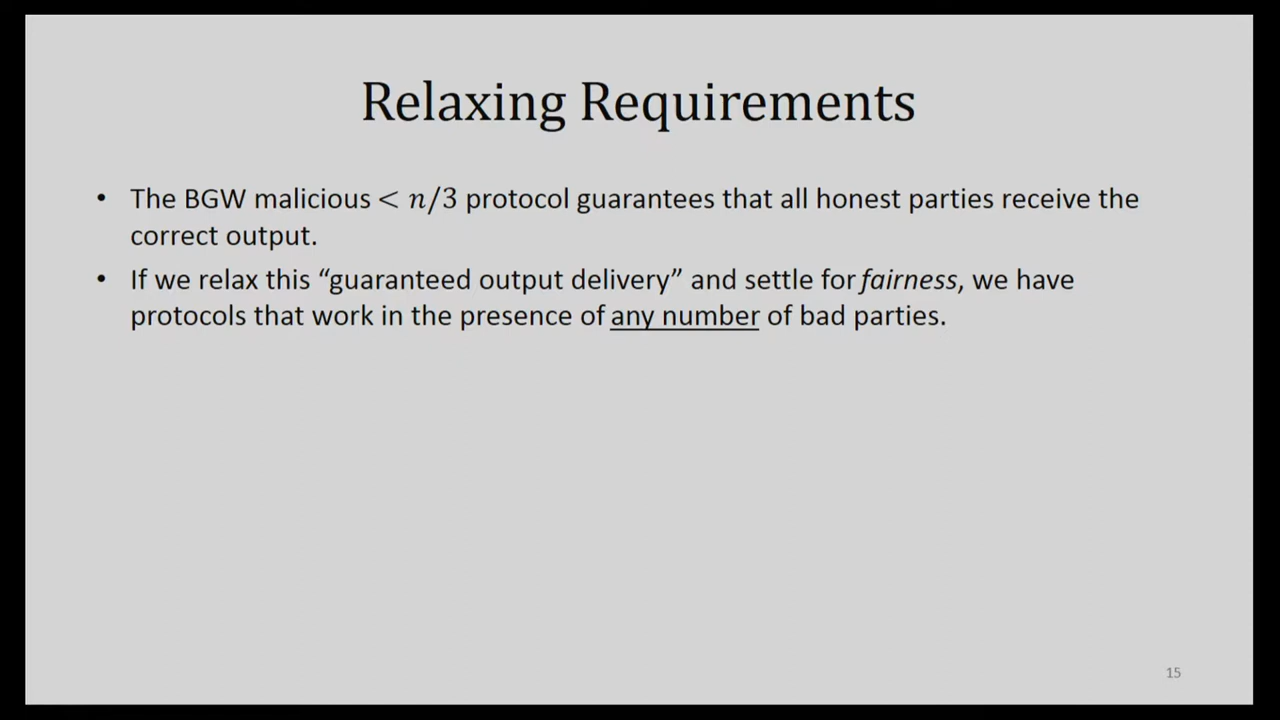 Relaxing Requirements
• The BGW malicious < n/3 protocol guarantees that all honest parties receive the
correct output.
• If we relax this “guaranteed output delivery” and settle for fairness, we have
protocols that work in the presence of any number of bad parties.
15